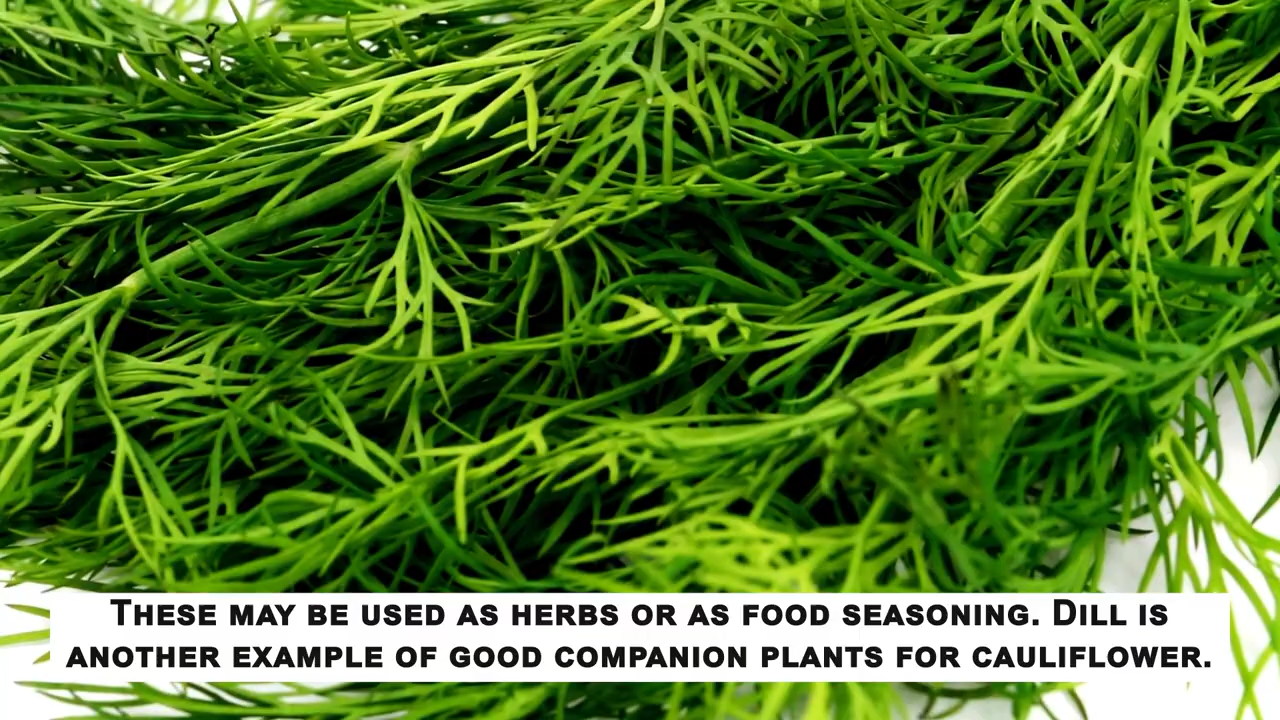 These may be used as herbs or as food seasoning. Dill is
another example of good companion plants for cauliflower.